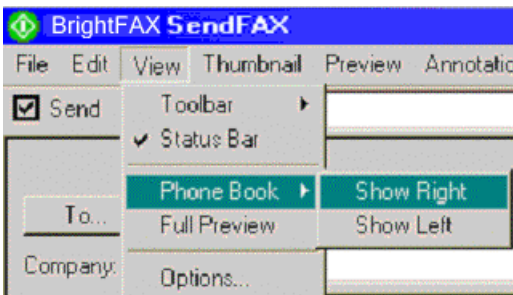 BrightFAX SendFAX
File Edit View Thumbnail Preview Annotatio
Send Toolbar
Status Bar
Phone Book Show Right
To... Full Preview Show Left
Company: Options...